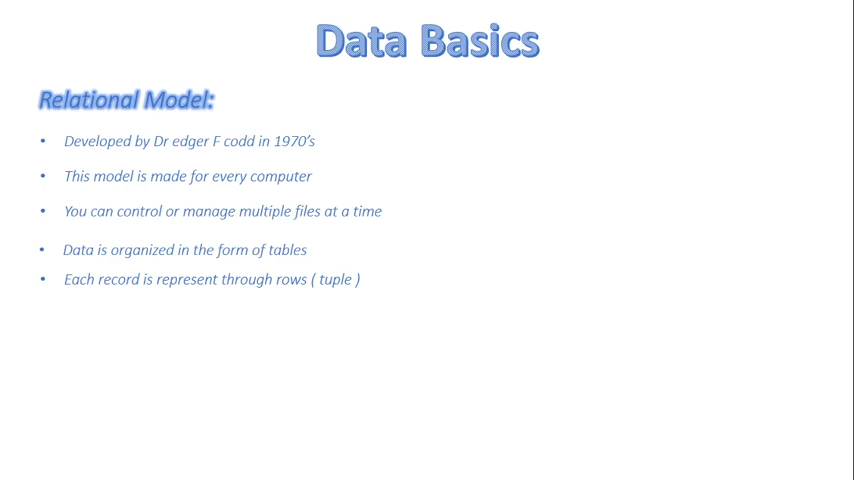 Data Basics
Relational Model:
• Developed by Dr edger F codd in 1970's
• This model is made for every computer
• You can control or manage multiple files at a time
• Data is organized in the form of tables
• Each record is represent through rows ( tuple )